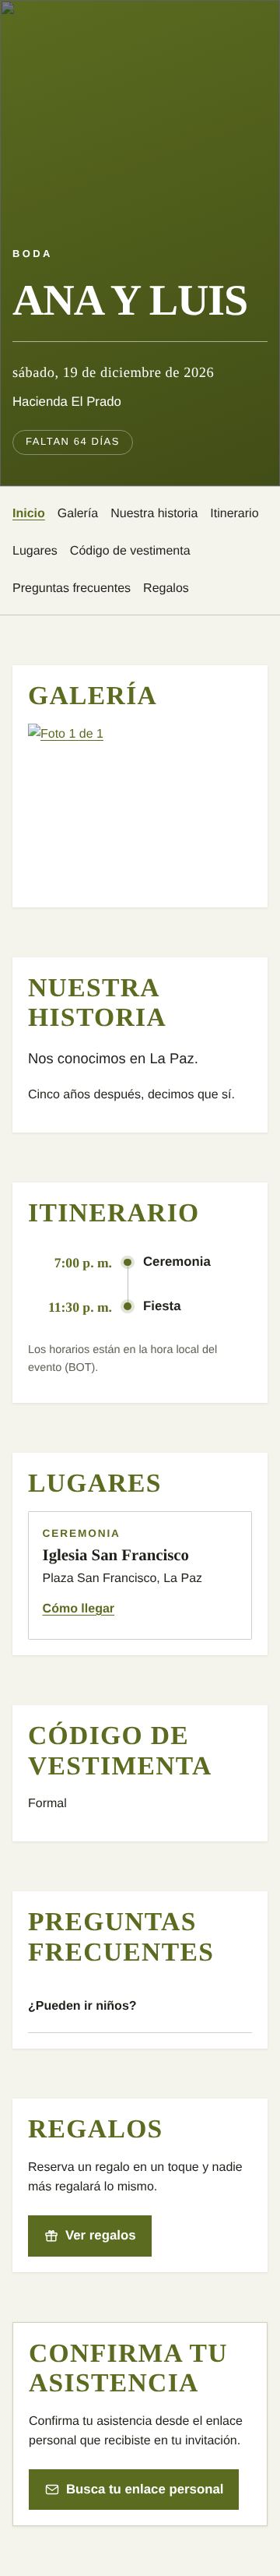 BODA
ANA Y LUIS
sábado, 19 de diciembre de 2026
Hacienda El Prado
FALTAN 64 DÍAS
Inicio Galería Nuestra historia Itinerario
Lugares Código de vestimenta
Preguntas frecuentes Regalos
GALERÍA
Foto 1 de 1
NUESTRA
HISTORIA
Nos conocimos en La Paz.
Cinco años después, decimos que sí.
ITINERARIO
7:00 p. m. Ceremonia
11:30 p. m. Fiesta
Los horarios están en la hora local del
evento (BOT).
LUGARES
CEREMONIA
Iglesia San Francisco
Plaza San Francisco, La Paz
Cómo llegar
CÓDIGO DE
VESTIMENTA
Formal
PREGUNTAS
FRECUENTES
¿Pueden ir niños?
REGALOS
Reserva un regalo en un toque y nadie
más regalará lo mismo.
Ver regalos
CONFIRMA TU
ASISTENCIA
Confirma tu asistencia desde el enlace
personal que recibiste en tu invitación.
Busca tu enlace personal